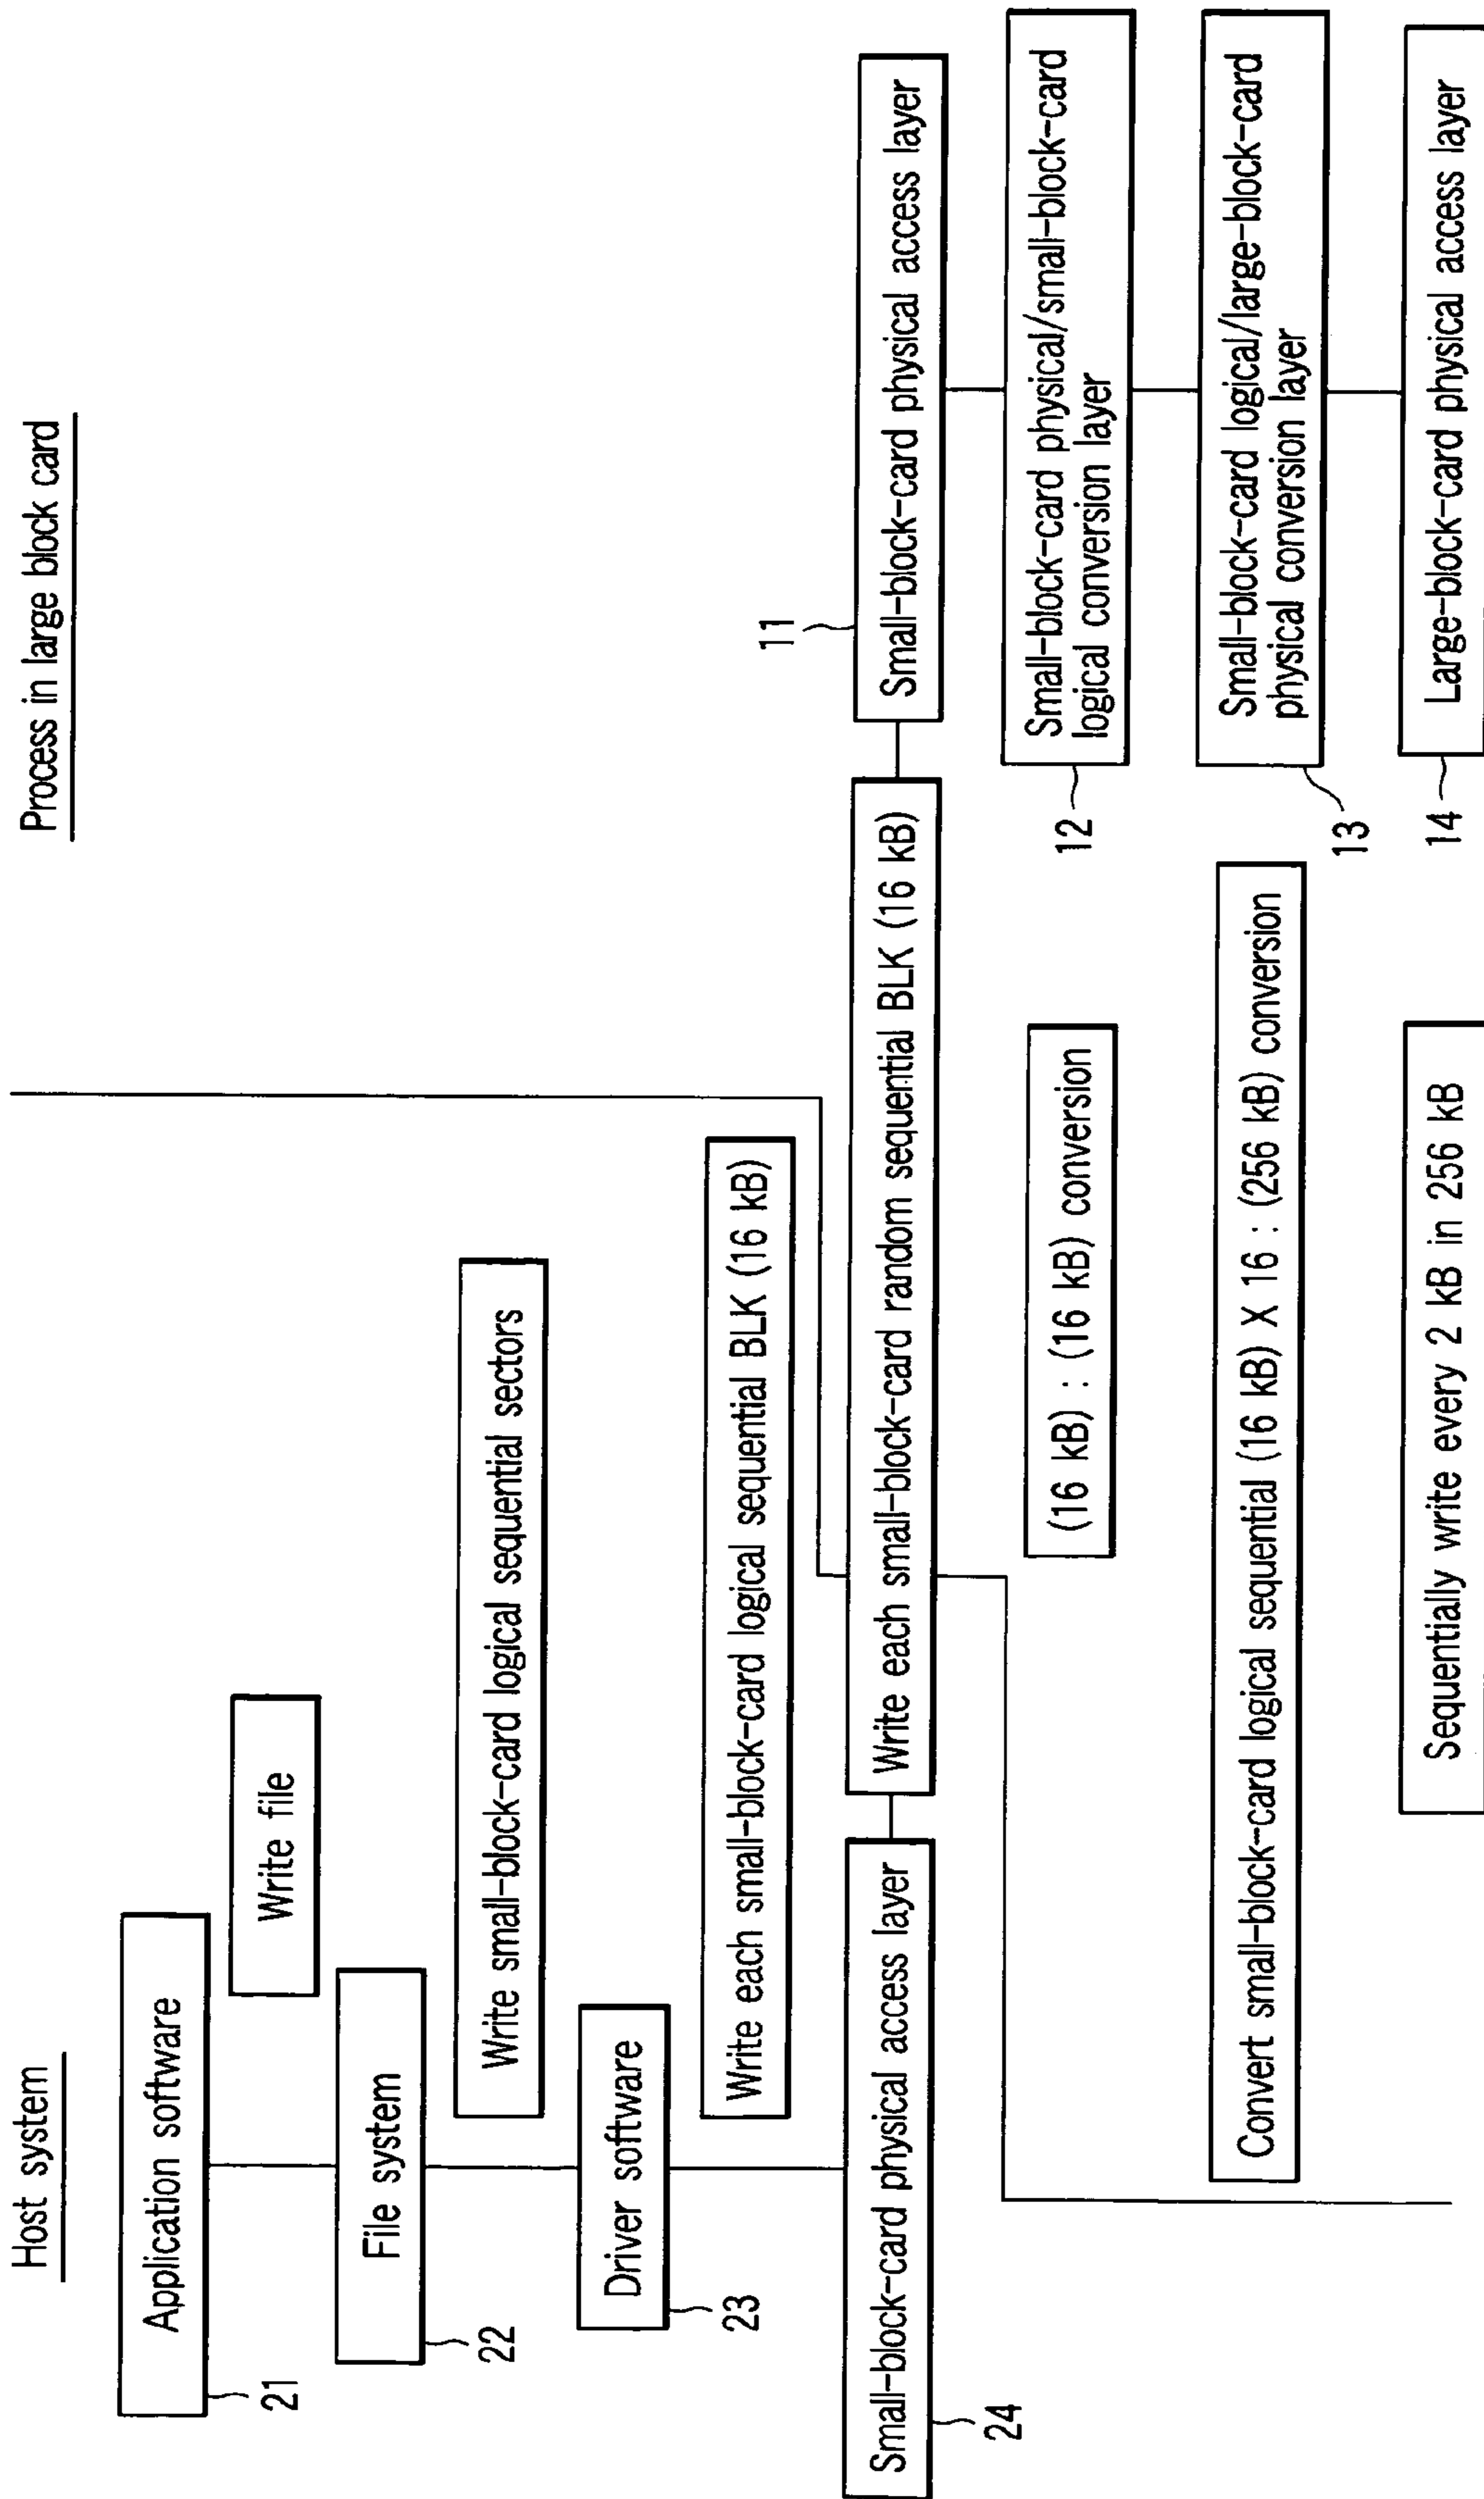 Host system
Process in large block card
Application software
21
Write file
File system
22
Write small-block-card logical sequential sectors
Driver software
23
Write each small-block-card logical sequential BLK (16 kB)
Small-block-card physical access layer
24
Write each small-block-card random sequential BLK (16 kB)
11
Small-block-card physical access layer
(16 kB) : (16 kB) conversion
12
Small-block-card physical/small-block-card
logical conversion layer
Convert small-block-card logical sequential (16 kB) X 16 : (256 kB) conversion
13
Small-block-card logical/large-block-card
physical conversion layer
Sequentially write every 2 kB in 256 kB
14
Large-block-card physical access layer